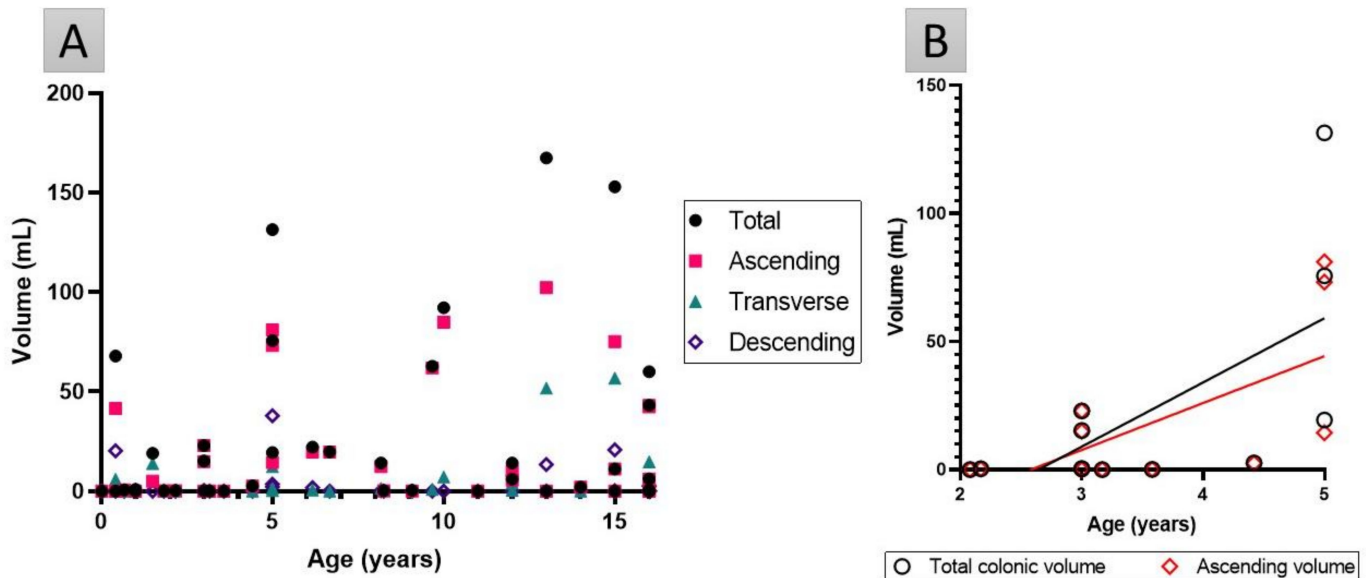 A
200
150
100
50
0
Volume (mL)
0 5 10 15
Age (years)
Total
Ascending
Transverse
Descending
B
150
100
50
0
Volume (mL)
2 3 4 5
Age (years)
Total colonic volume Ascending volume